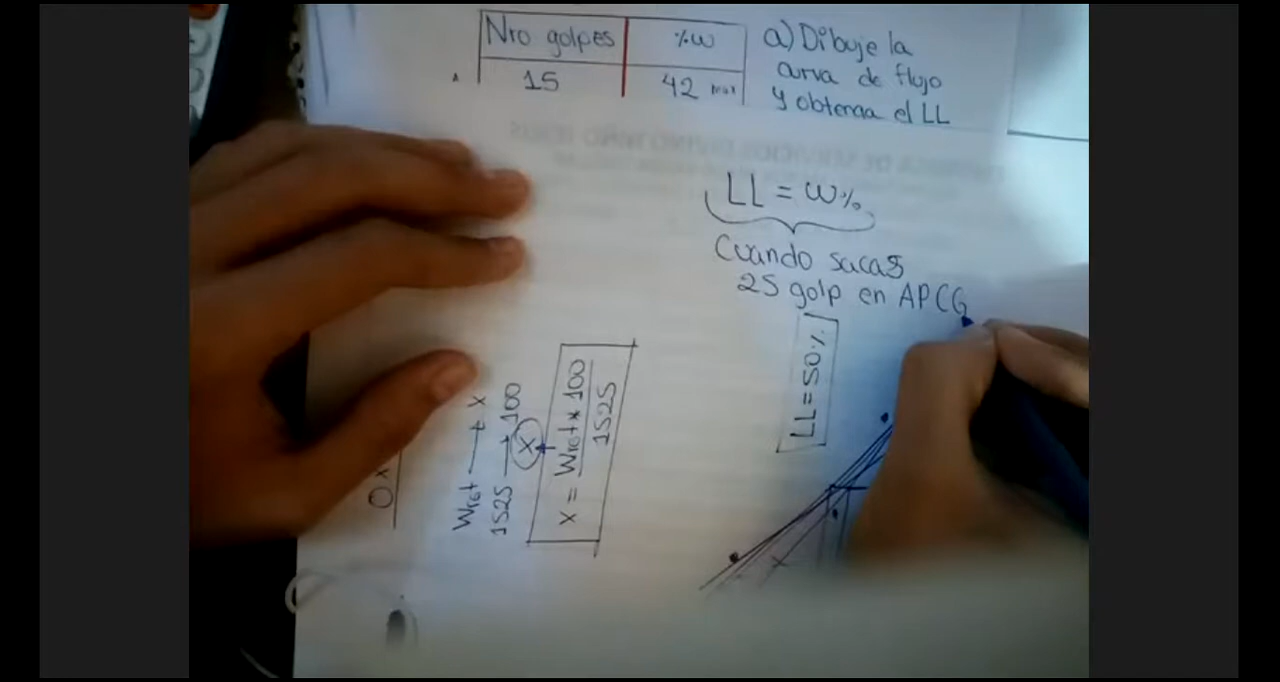 Nro golpes %ω
15 42
a) Dibuje la
curva de flujo
y obtenga el LL
LL = ω%
Cuando sacas
25 golp en APCG
LL = 50%
Wret → x
1525 → 100
x
x = Wret * 100
1525
0x